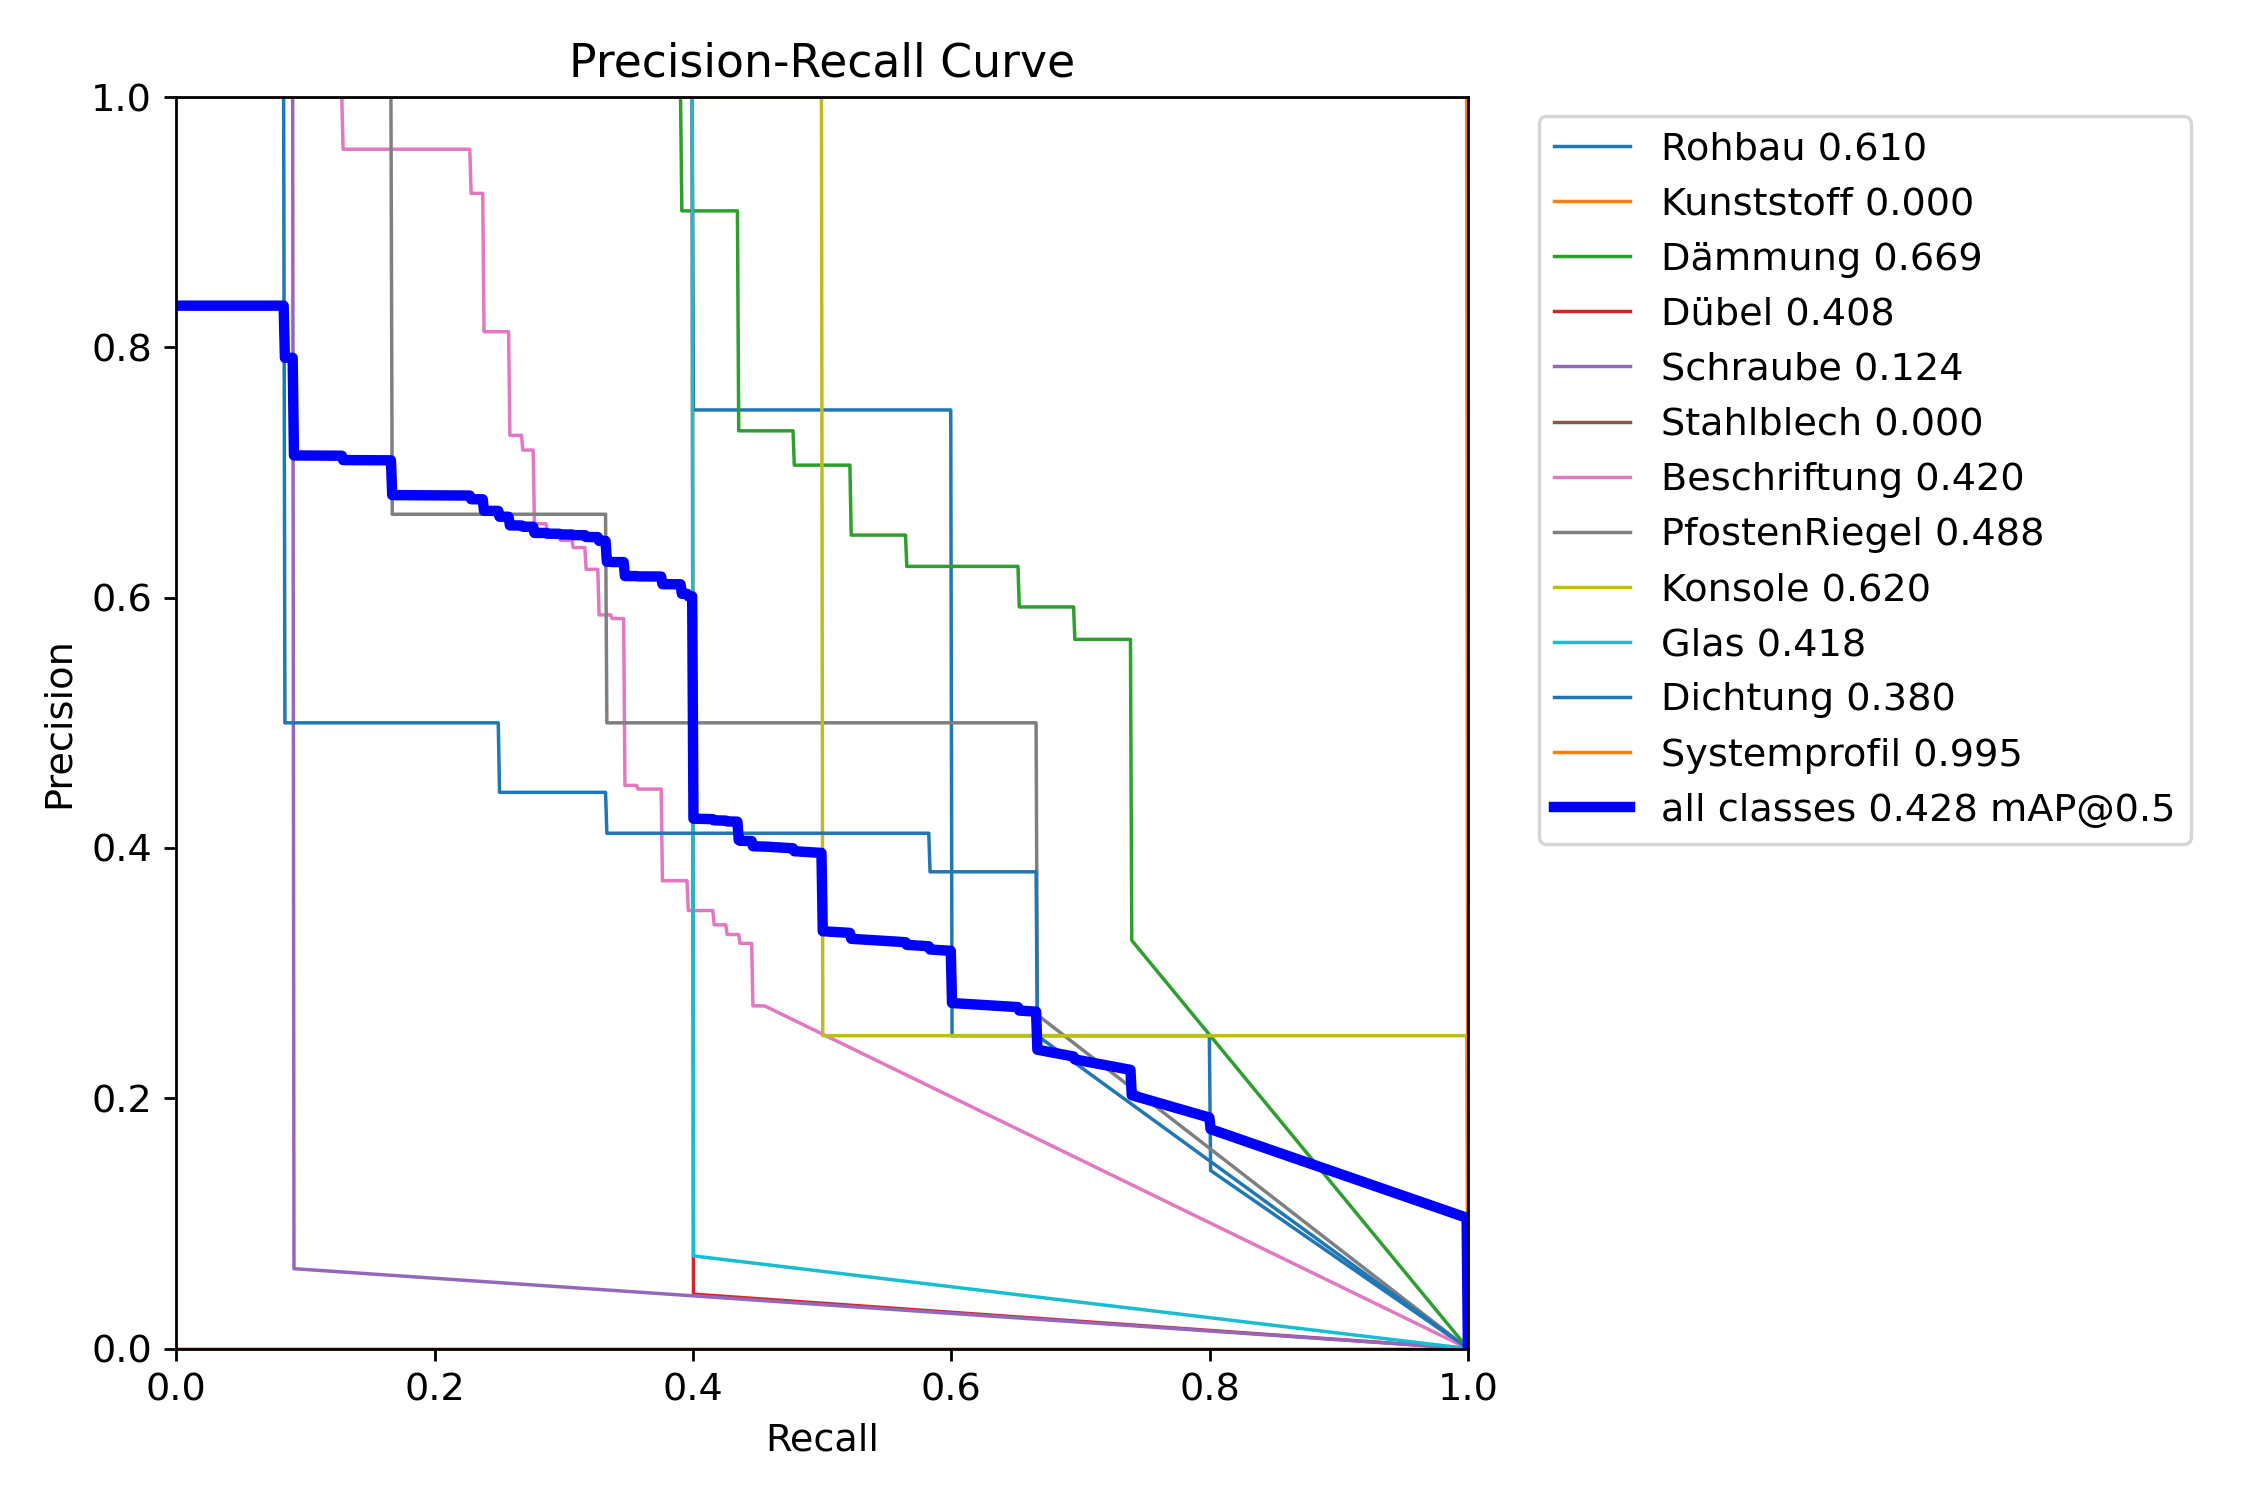 Precision-Recall Curve
1.0
0.8
0.6
0.4
0.2
0.0
Precision
0.0 0.2 0.4 0.6 0.8 1.0
Recall
Rohbau 0.610
Kunststoff 0.000
Dämmung 0.669
Dübel 0.408
Schraube 0.124
Stahlblech 0.000
Beschriftung 0.420
PfostenRiegel 0.488
Konsole 0.620
Glas 0.418
Dichtung 0.380
Systemprofil 0.995
all classes 0.428 mAP@0.5